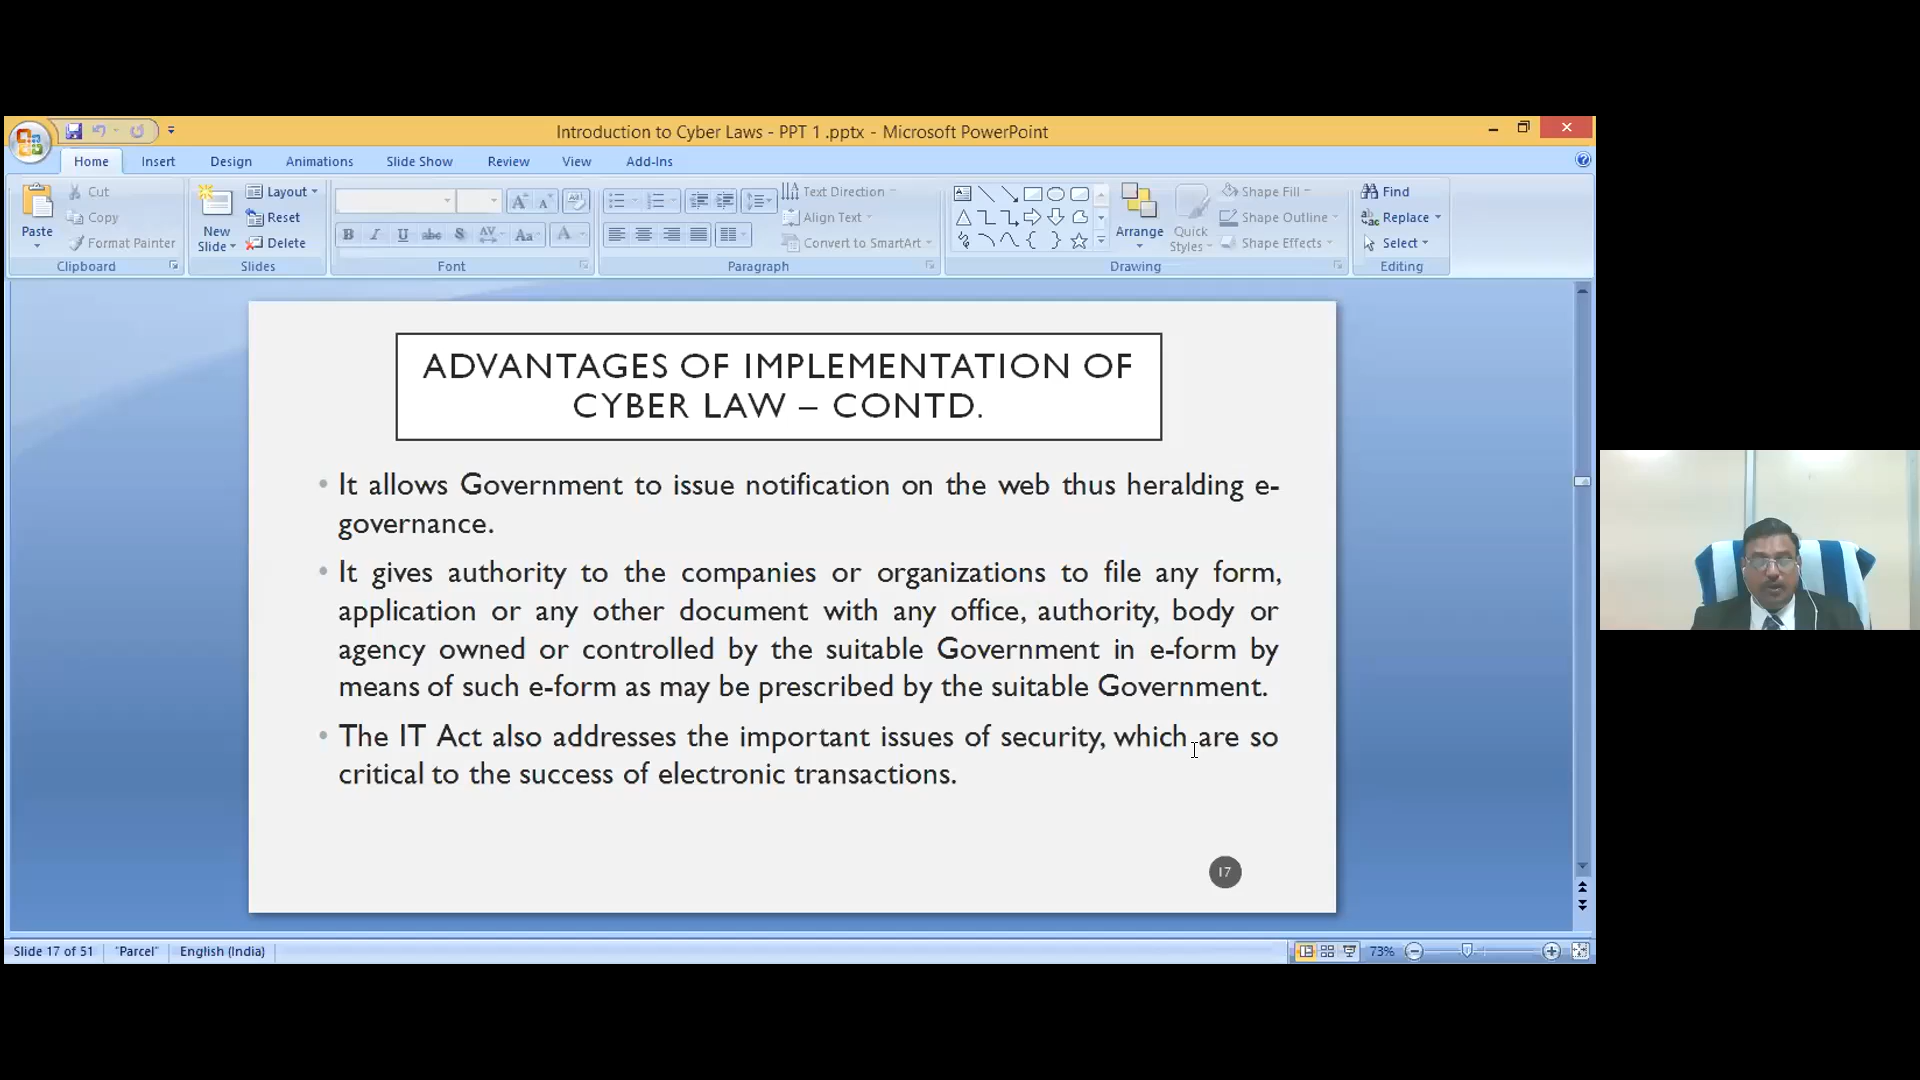 Introduction to Cyber Laws - PPT 1 .pptx - Microsoft PowerPoint
Home Insert Design Animations Slide Show Review View Add-Ins
Paste
Cut
Copy
Format Painter
Clipboard
New
Slide
Layout
Reset
Delete
Slides
Font
Text Direction
Align Text
Convert to SmartArt
Paragraph
Arrange
Quick
Styles
Shape Fill
Shape Outline
Shape Effects
Drawing
Find
Replace
Select
Editing
ADVANTAGES OF IMPLEMENTATION OF
CYBER LAW – CONTD.
• It allows Government to issue notification on the web thus heralding e-
governance.
• It gives authority to the companies or organizations to file any form,
application or any other document with any office, authority, body or
agency owned or controlled by the suitable Government in e-form by
means of such e-form as may be prescribed by the suitable Government.
• The IT Act also addresses the important issues of security, which are so
critical to the success of electronic transactions.
17
Slide 17 of 51 "Parcel" English (India) 73%